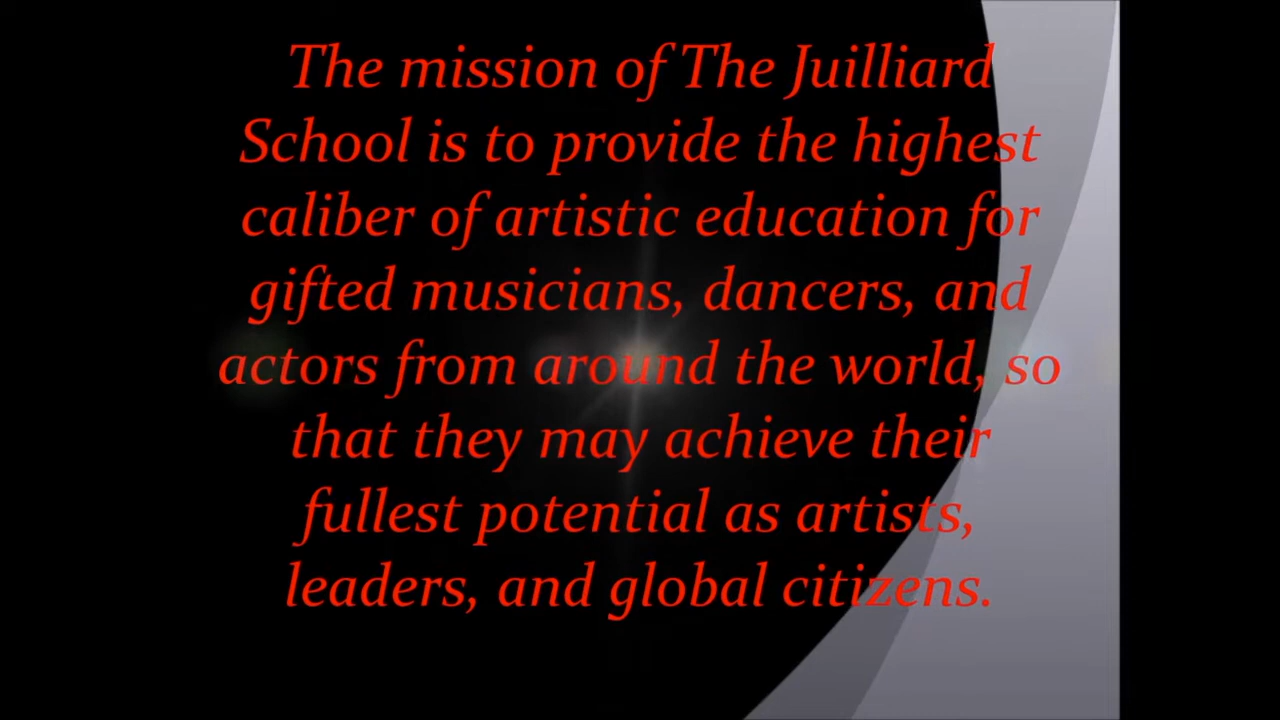 The mission of The Juilliard
School is to provide the highest
caliber of artistic education for
gifted musicians, dancers, and
actors from around the world, so
that they may achieve their
fullest potential as artists,
leaders, and global citizens.